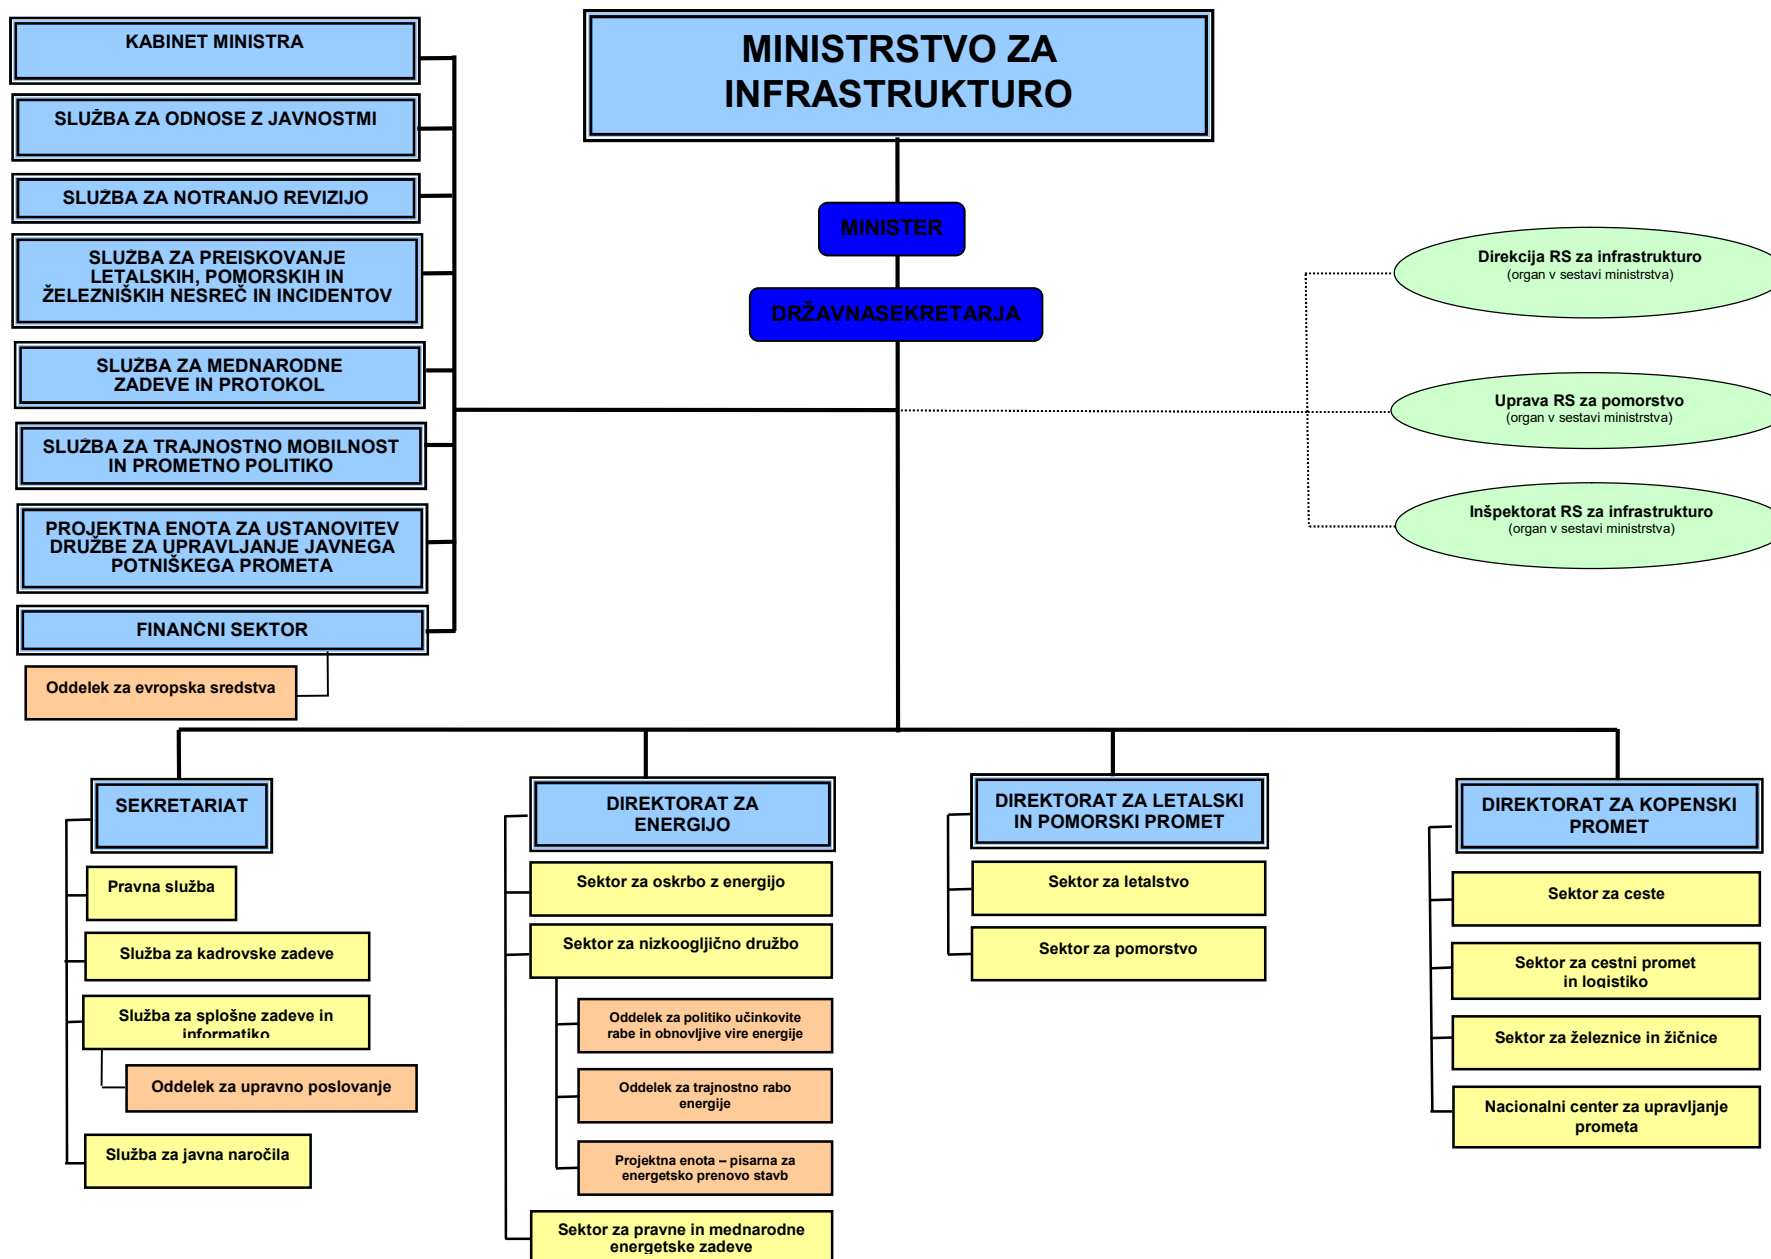 MINISTRSTVO ZA
INFRASTRUKTURO
MINISTER
DRŽAVNASEKRETARJA
KABINET MINISTRA
SLUŽBA ZA ODNOSE Z JAVNOSTMI
SLUŽBA ZA NOTRANJO REVIZIJO
SLUŽBA ZA PREISKOVANJE
LETALSKIH, POMORSKIH IN
ŽELEZNIŠKIH NESREČ IN INCIDENTOV
SLUŽBA ZA MEDNARODNE
ZADEVE IN PROTOKOL
SLUŽBA ZA TRAJNOSTNO MOBILNOST
IN PROMETNO POLITIKO
PROJEKTNA ENOTA ZA USTANOVITEV
DRUŽBE ZA UPRAVLJANJE JAVNEGA
POTNIŠKEGA PROMETA
FINANČNI SEKTOR
Oddelek za evropska sredstva
Direkcija RS za infrastrukturo
(organ v sestavi ministrstva)
Uprava RS za pomorstvo
(organ v sestavi ministrstva)
Inšpektorat RS za infrastrukturo
(organ v sestavi ministrstva)
SEKRETARIAT
Pravna služba
Služba za kadrovske zadeve
Služba za splošne zadeve in
informatiko
Oddelek za upravno poslovanje
Služba za javna naročila
DIREKTORAT ZA
ENERGIJO
Sektor za oskrbo z energijo
Sektor za nizkoogljično družbo
Oddelek za politiko učinkovite
rabe in obnovljive vire energije
Oddelek za trajnostno rabo
energije
Projektna enota – pisarna za
energetsko prenovo stavb
Sektor za pravne in mednarodne
energetske zadeve
DIREKTORAT ZA LETALSKI
IN POMORSKI PROMET
Sektor za letalstvo
Sektor za pomorstvo
DIREKTORAT ZA KOPENSKI
PROMET
Sektor za ceste
Sektor za cestni promet
in logistiko
Sektor za železnice in žičnice
Nacionalni center za upravljanje
prometa